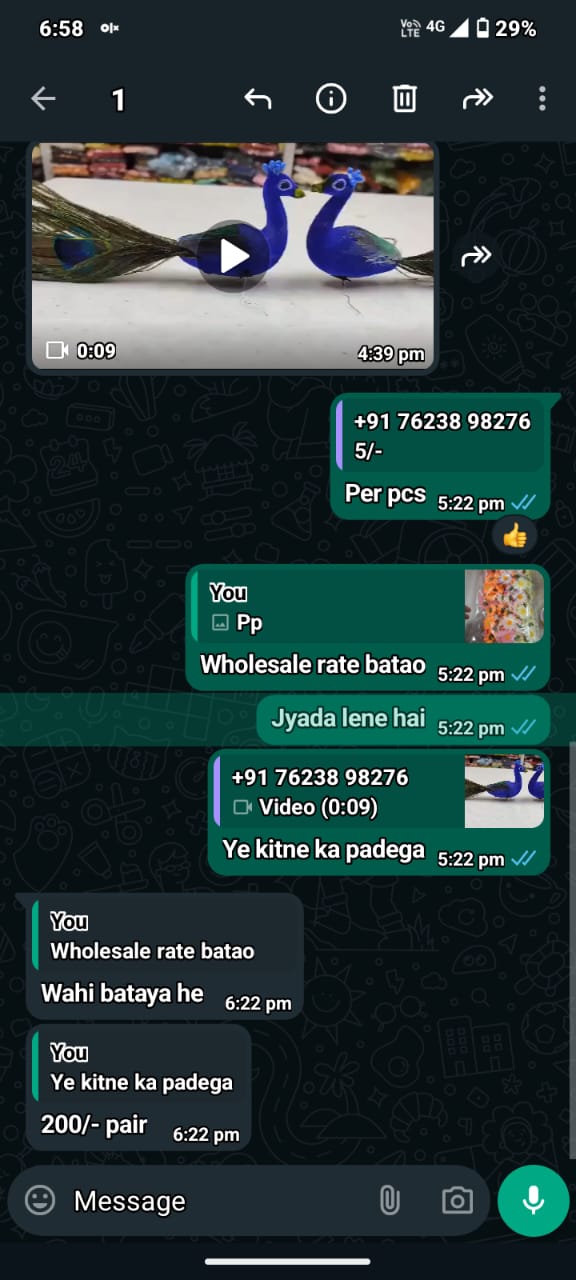 6:58 Vo LTE 4G 29%
1
0:09 4:39 pm
+91 76238 98276
5/-
Per pcs 5:22 pm
You
Pp
Wholesale rate batao 5:22 pm
Jyada lene hai 5:22 pm
+91 76238 98276
Video (0:09)
Ye kitne ka padega 5:22 pm
You
Wholesale rate batao
Wahi bataya he 6:22 pm
You
Ye kitne ka padega
200/- pair 6:22 pm
Message